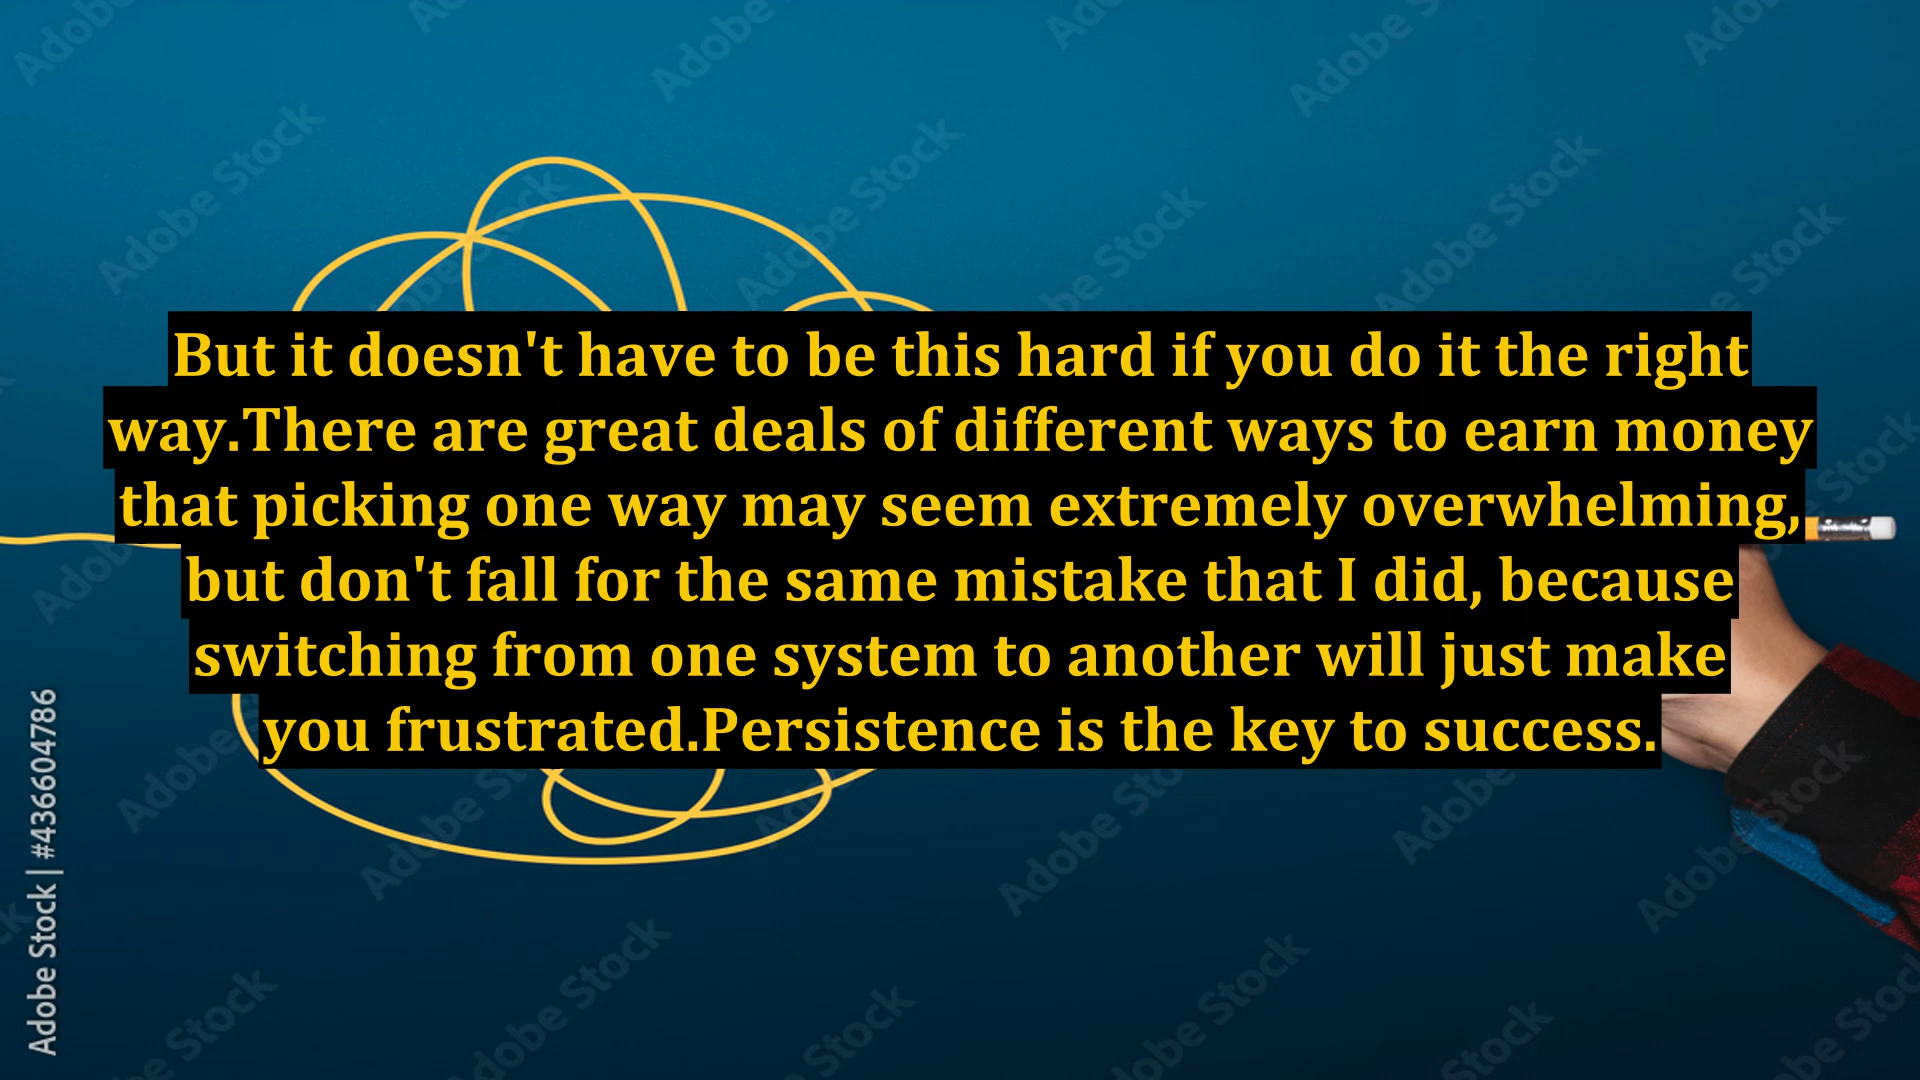 But it doesn't have to be this hard if you do it the right
way.There are great deals of different ways to earn money
that picking one way may seem extremely overwhelming,
but don't fall for the same mistake that I did, because
switching from one system to another will just make
you frustrated.Persistence is the key to success.
Adobe Stock | #436604786
Adobe Stock